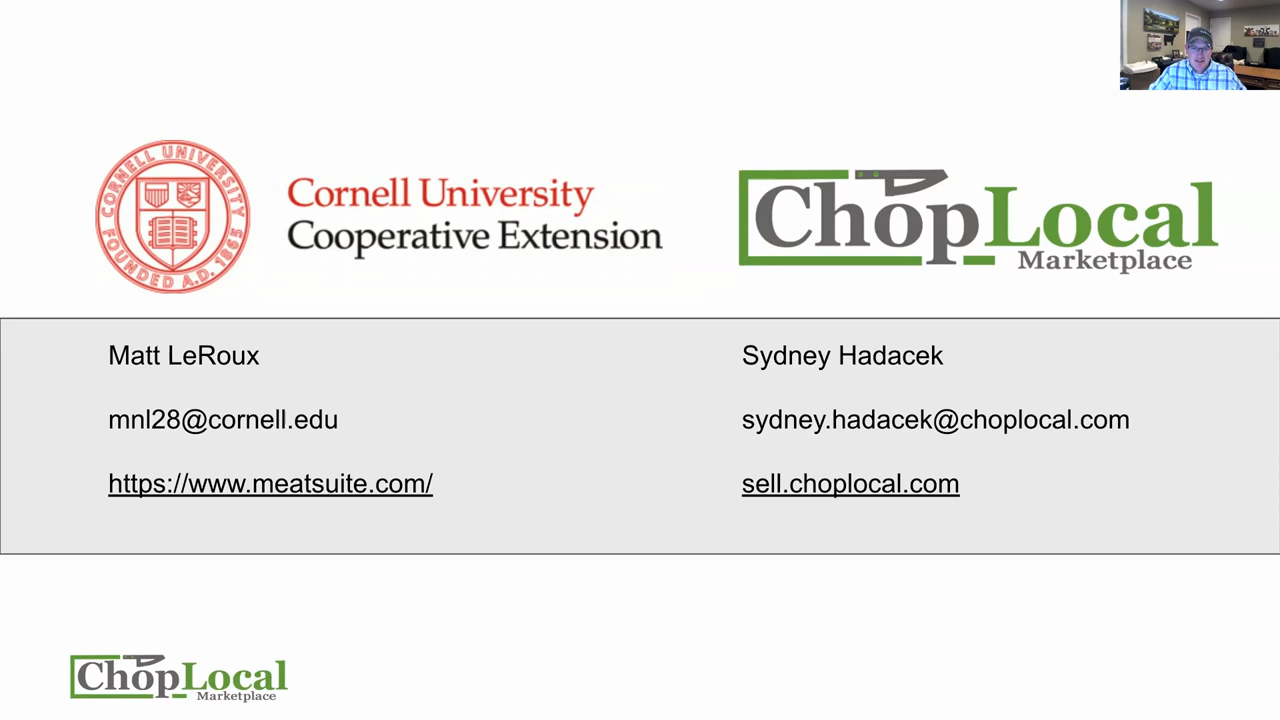 CORNELL UNIVERSITY
FOUNDED A.D. 1865
Cornell University
Cooperative Extension
ChopLocal
Marketplace
Matt LeRoux
mnl28@cornell.edu
https://www.meatsuite.com/
Sydney Hadacek
sydney.hadacek@choplocal.com
sell.choplocal.com
ChopLocal
Marketplace